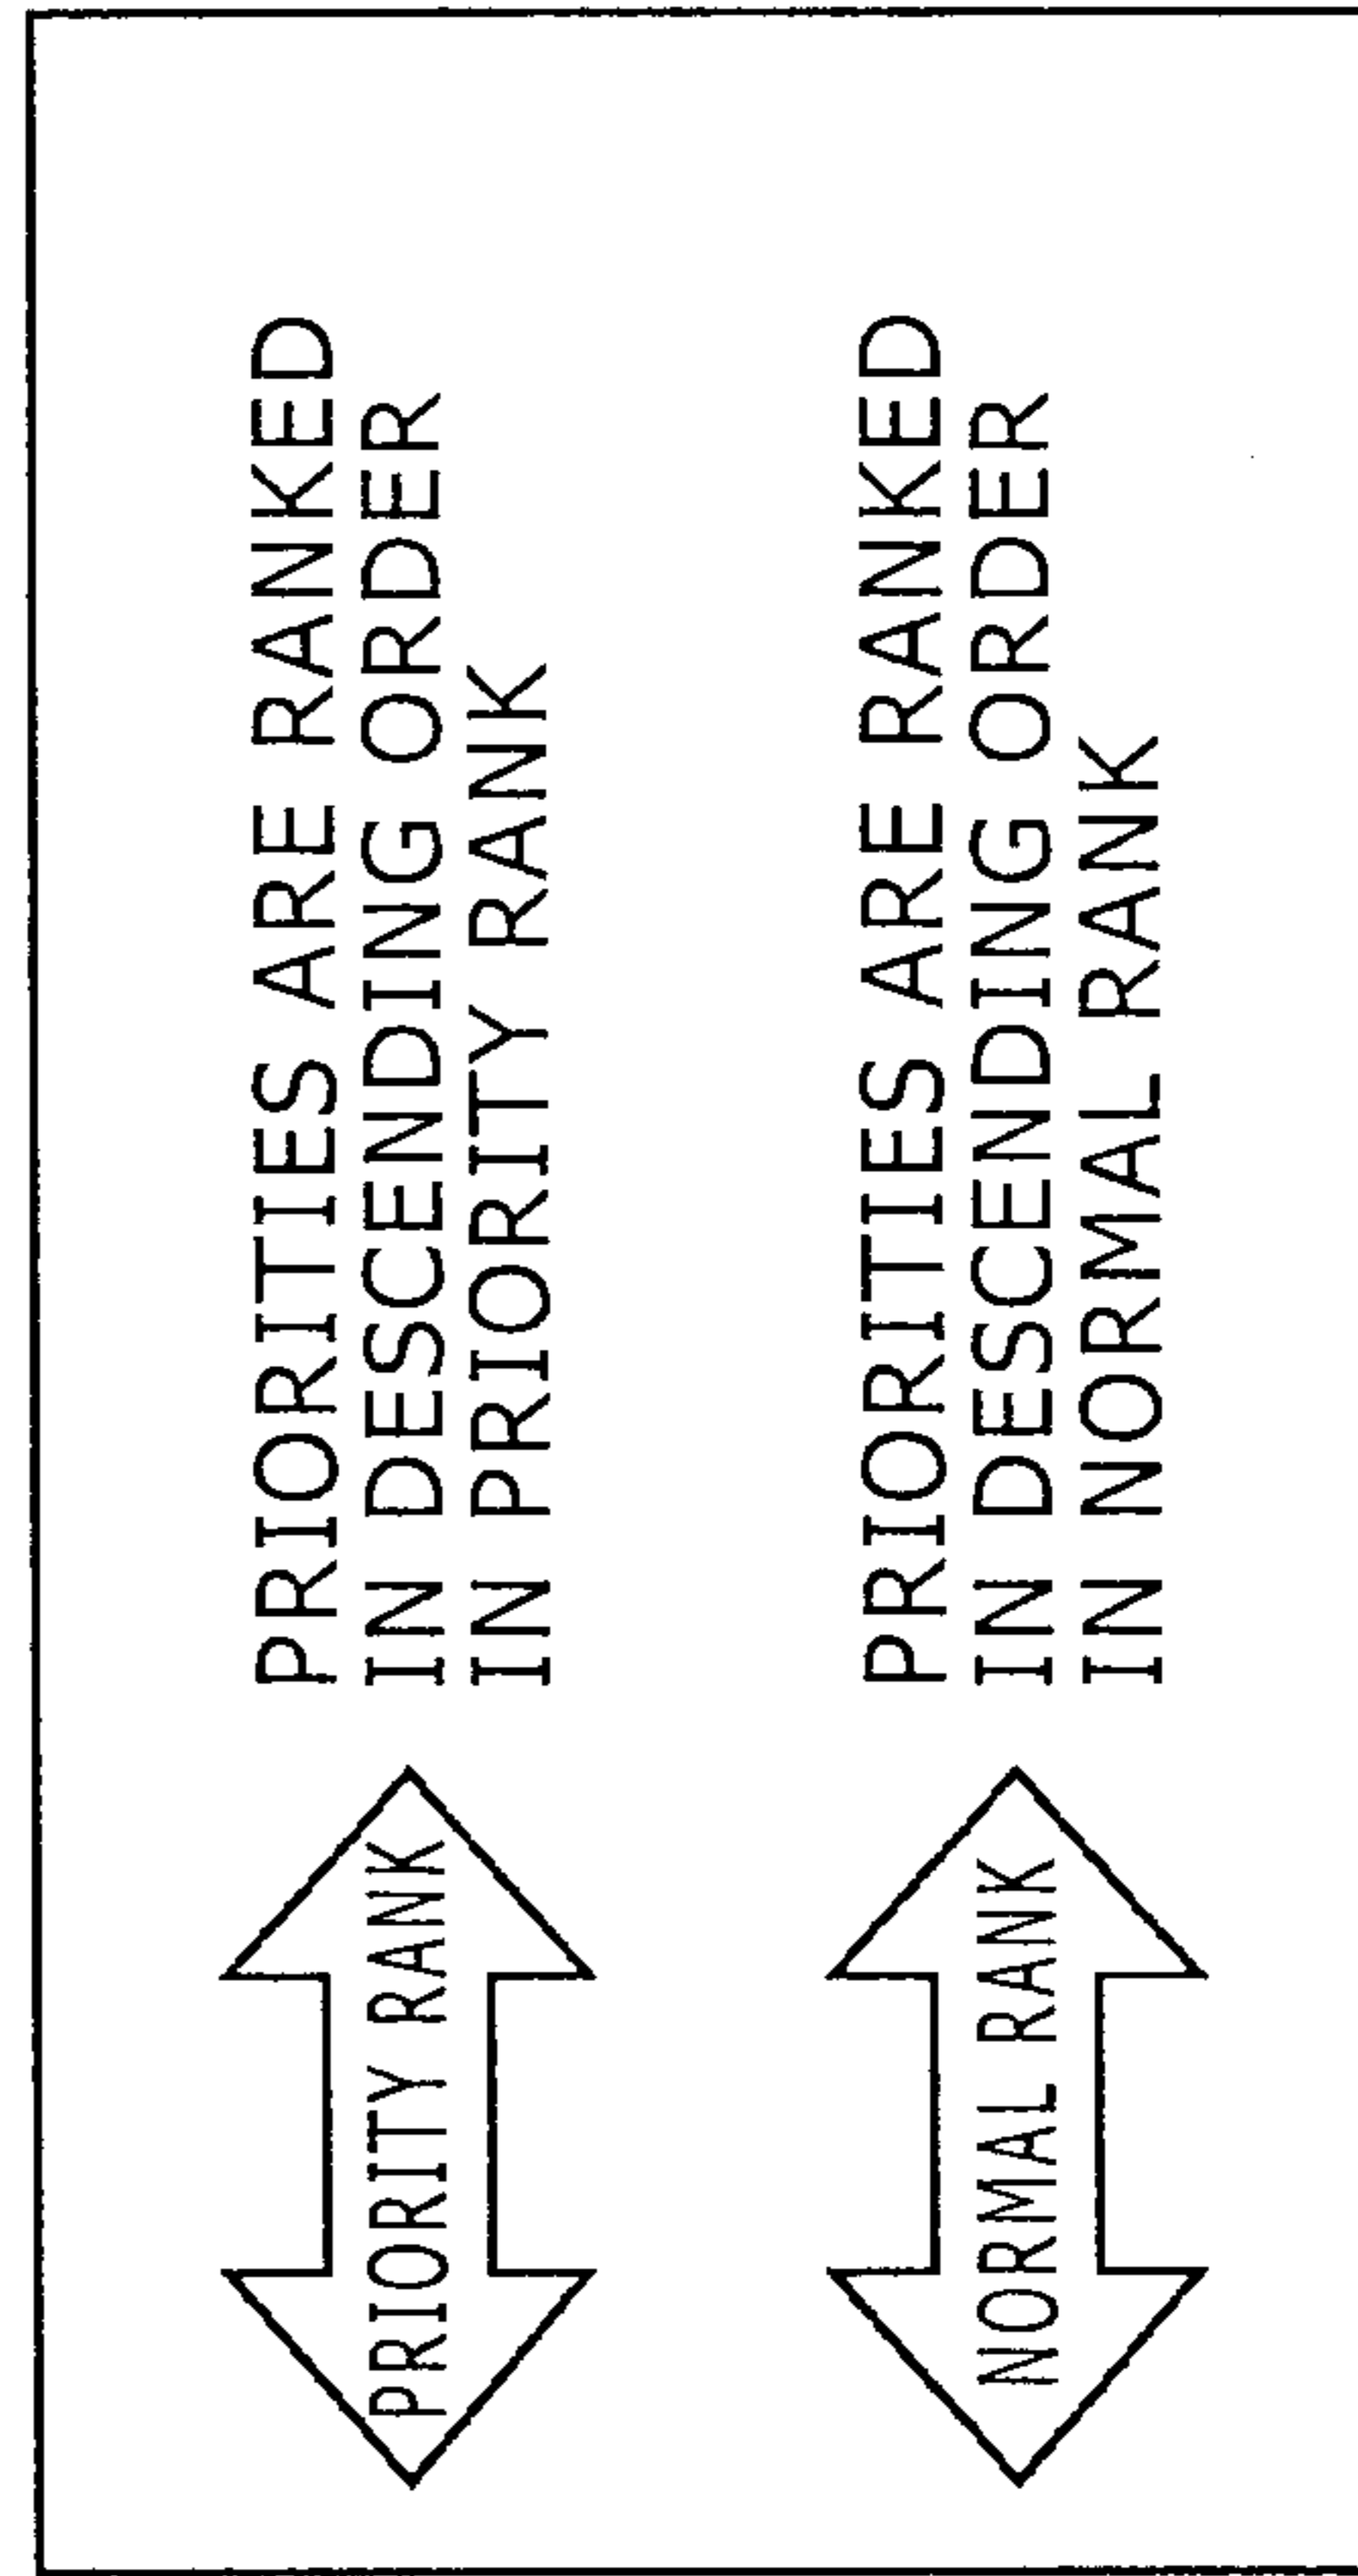 PRIORITY RANK
PRIORITIES ARE RANKED
IN DESCENDING ORDER
IN PRIORITY RANK
NORMAL RANK
PRIORITIES ARE RANKED
IN DESCENDING ORDER
IN NORMAL RANK